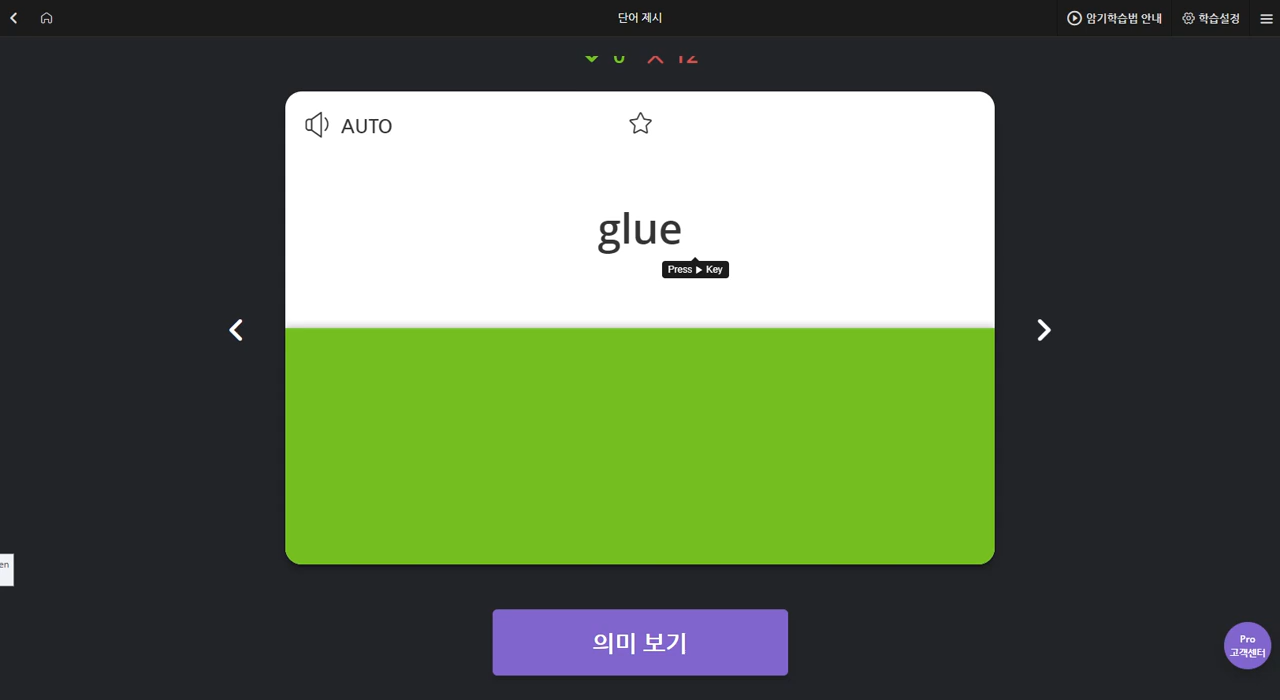 단어 제시
암기학습법 안내
학습설정
AUTO
glue
Press ▶ Key
en
의미 보기
Pro
고객센터